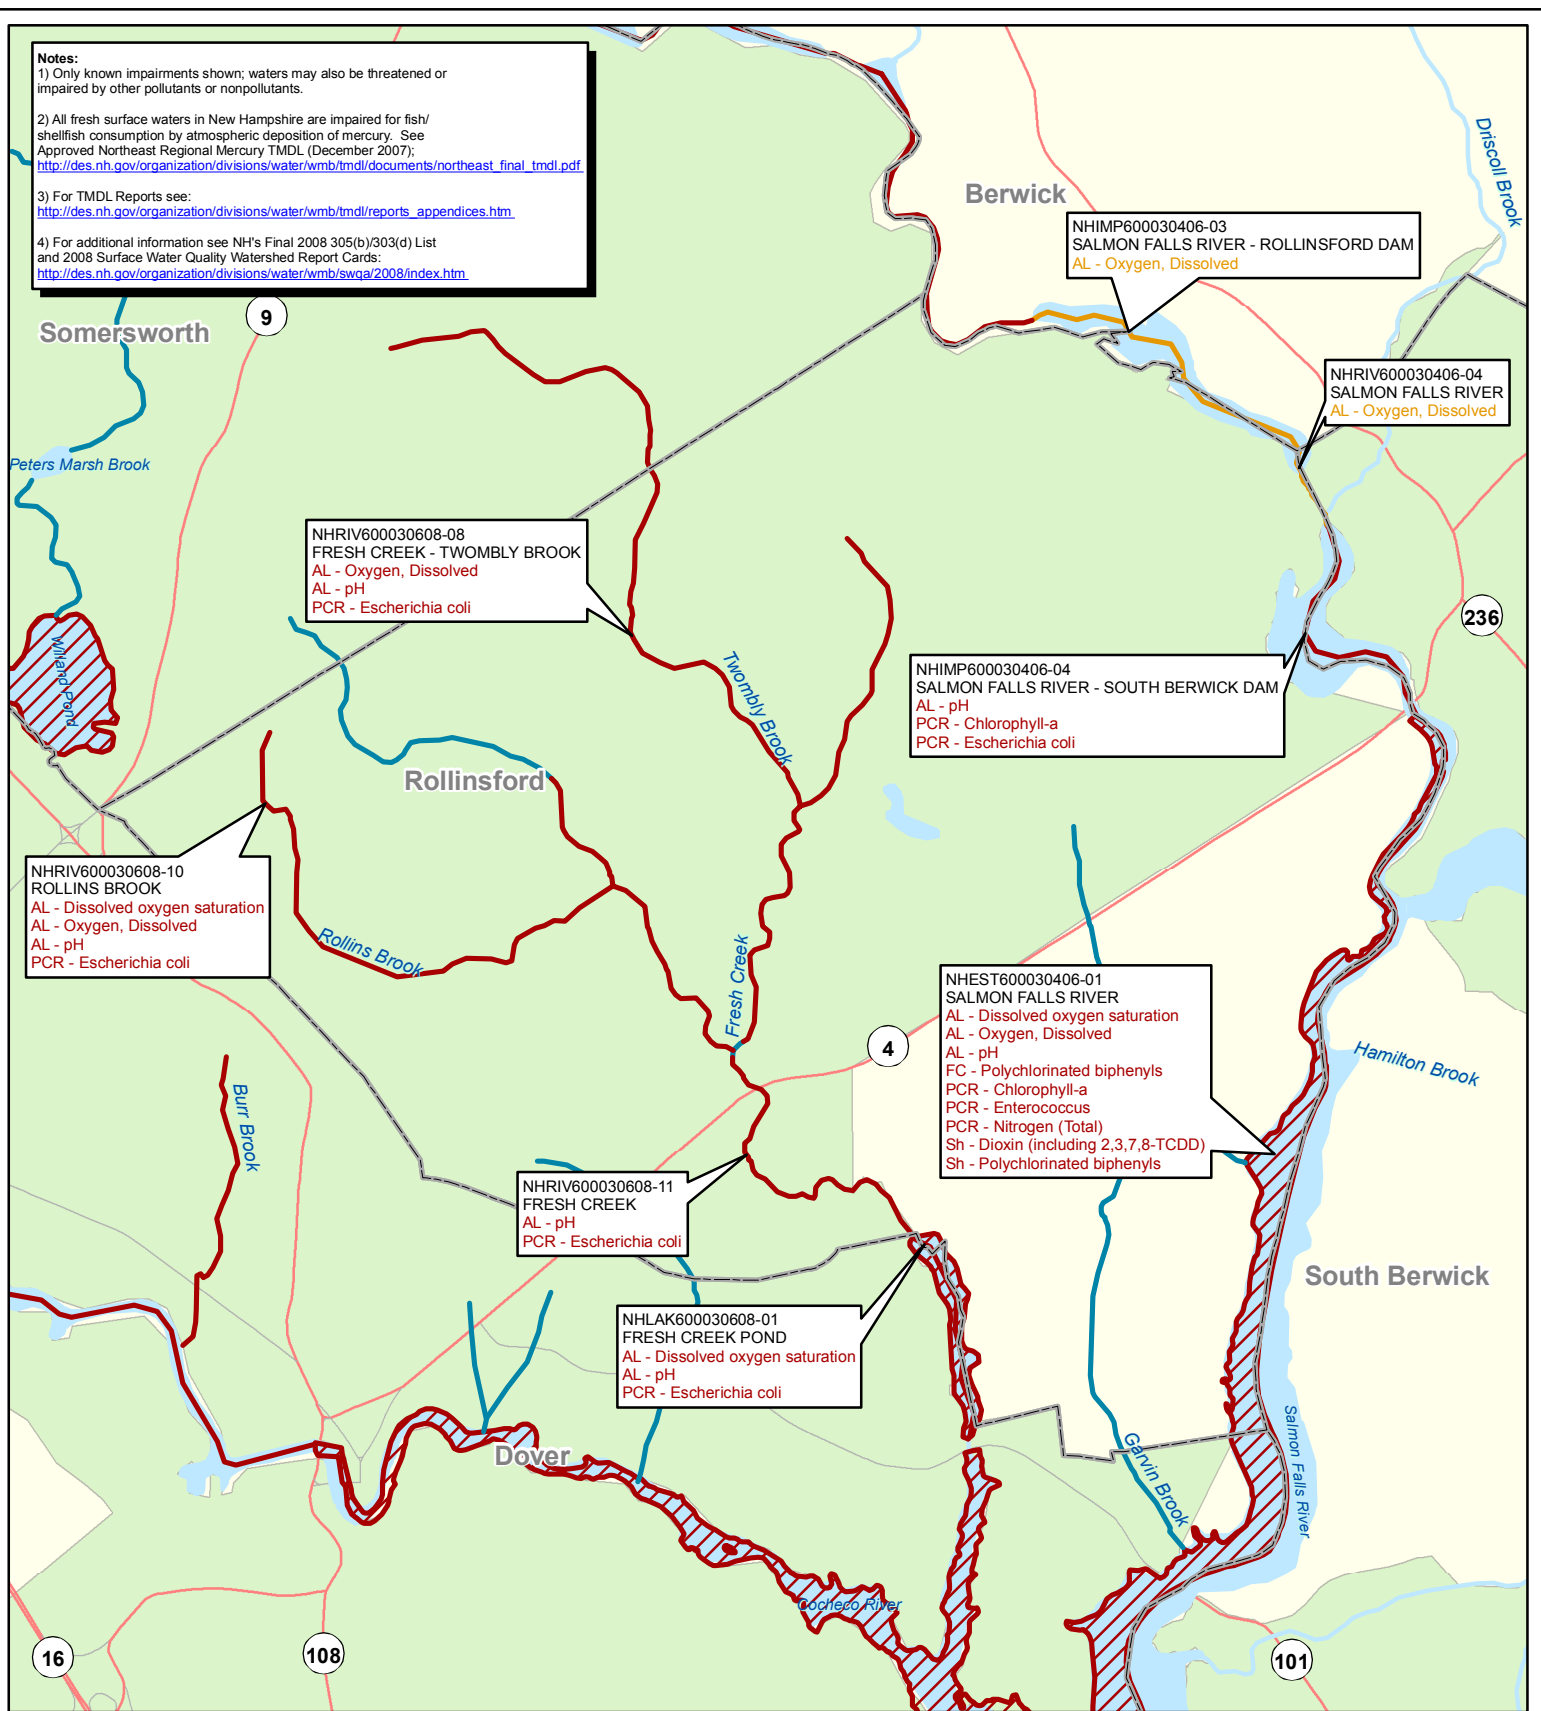 Notes:
1) Only known impairments shown; waters may also be threatened or
impaired by other pollutants or nonpollutants.
2) All fresh surface waters in New Hampshire are impaired for fish/
shellfish consumption by atmospheric deposition of mercury.  See
Approved Northeast Regional Mercury TMDL (December 2007);
http://des.nh.gov/organization/divisions/water/wmb/tmdl/documents/northeast_final_tmdl.pdf
3) For TMDL Reports see:
http://des.nh.gov/organization/divisions/water/wmb/tmdl/reports_appendices.htm
4) For additional information see NH's Final 2008 305(b)/303(d) List
and 2008 Surface Water Quality Watershed Report Cards:
http://des.nh.gov/organization/divisions/water/wmb/swqa/2008/index.htm
Driscoll Brook
Berwick
NHIMP600030406-03
SALMON FALLS RIVER - ROLLINSFORD DAM
AL - Oxygen, Dissolved
Somersworth
9
NHRIV600030406-04
SALMON FALLS RIVER
AL - Oxygen, Dissolved
Peters Marsh Brook
NHRIV600030608-08
FRESH CREEK - TWOMBLY BROOK
AL - Oxygen, Dissolved
AL - pH
PCR - Escherichia coli
236
Willand Pond
Twombly Brook
NHIMP600030406-04
SALMON FALLS RIVER - SOUTH BERWICK DAM
AL - pH
PCR - Chlorophyll-a
PCR - Escherichia coli
Rollinsford
NHRIV600030608-10
ROLLINS BROOK
AL - Dissolved oxygen saturation
AL - Oxygen, Dissolved
AL - pH
PCR - Escherichia coli
Rollins Brook
Fresh Creek
NHEST600030406-01
SALMON FALLS RIVER
AL - Dissolved oxygen saturation
AL - Oxygen, Dissolved
AL - pH
FC - Polychlorinated biphenyls
PCR - Chlorophyll-a
PCR - Enterococcus
PCR - Nitrogen (Total)
Sh - Dioxin (including 2,3,7,8-TCDD)
Sh - Polychlorinated biphenyls
4
Hamilton Brook
Burr Brook
NHRIV600030608-11
FRESH CREEK
AL - pH
PCR - Escherichia coli
South Berwick
NHLAK600030608-01
FRESH CREEK POND
AL - Dissolved oxygen saturation
AL - pH
PCR - Escherichia coli
Dover
Garvin Brook
Salmon Falls River
Cocheco River
16
108
101